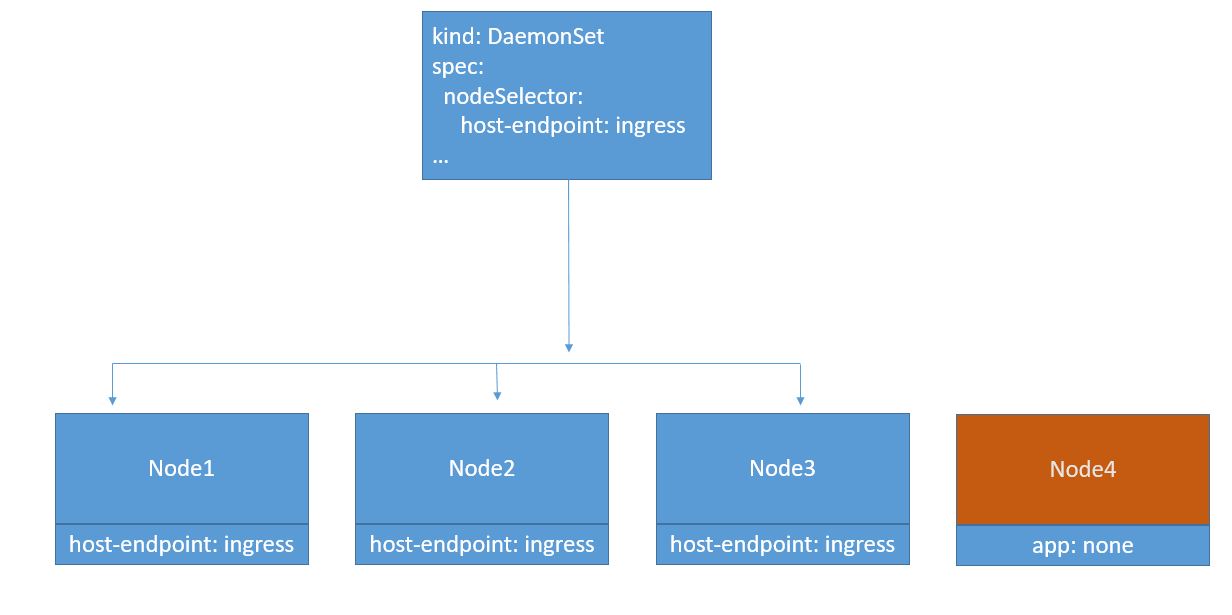 kind: DaemonSet
spec:
nodeSelector:
host-endpoint: ingress
...
Node1
Node2
Node3
Node4
host-endpoint: ingress
host-endpoint: ingress
host-endpoint: ingress
app: none